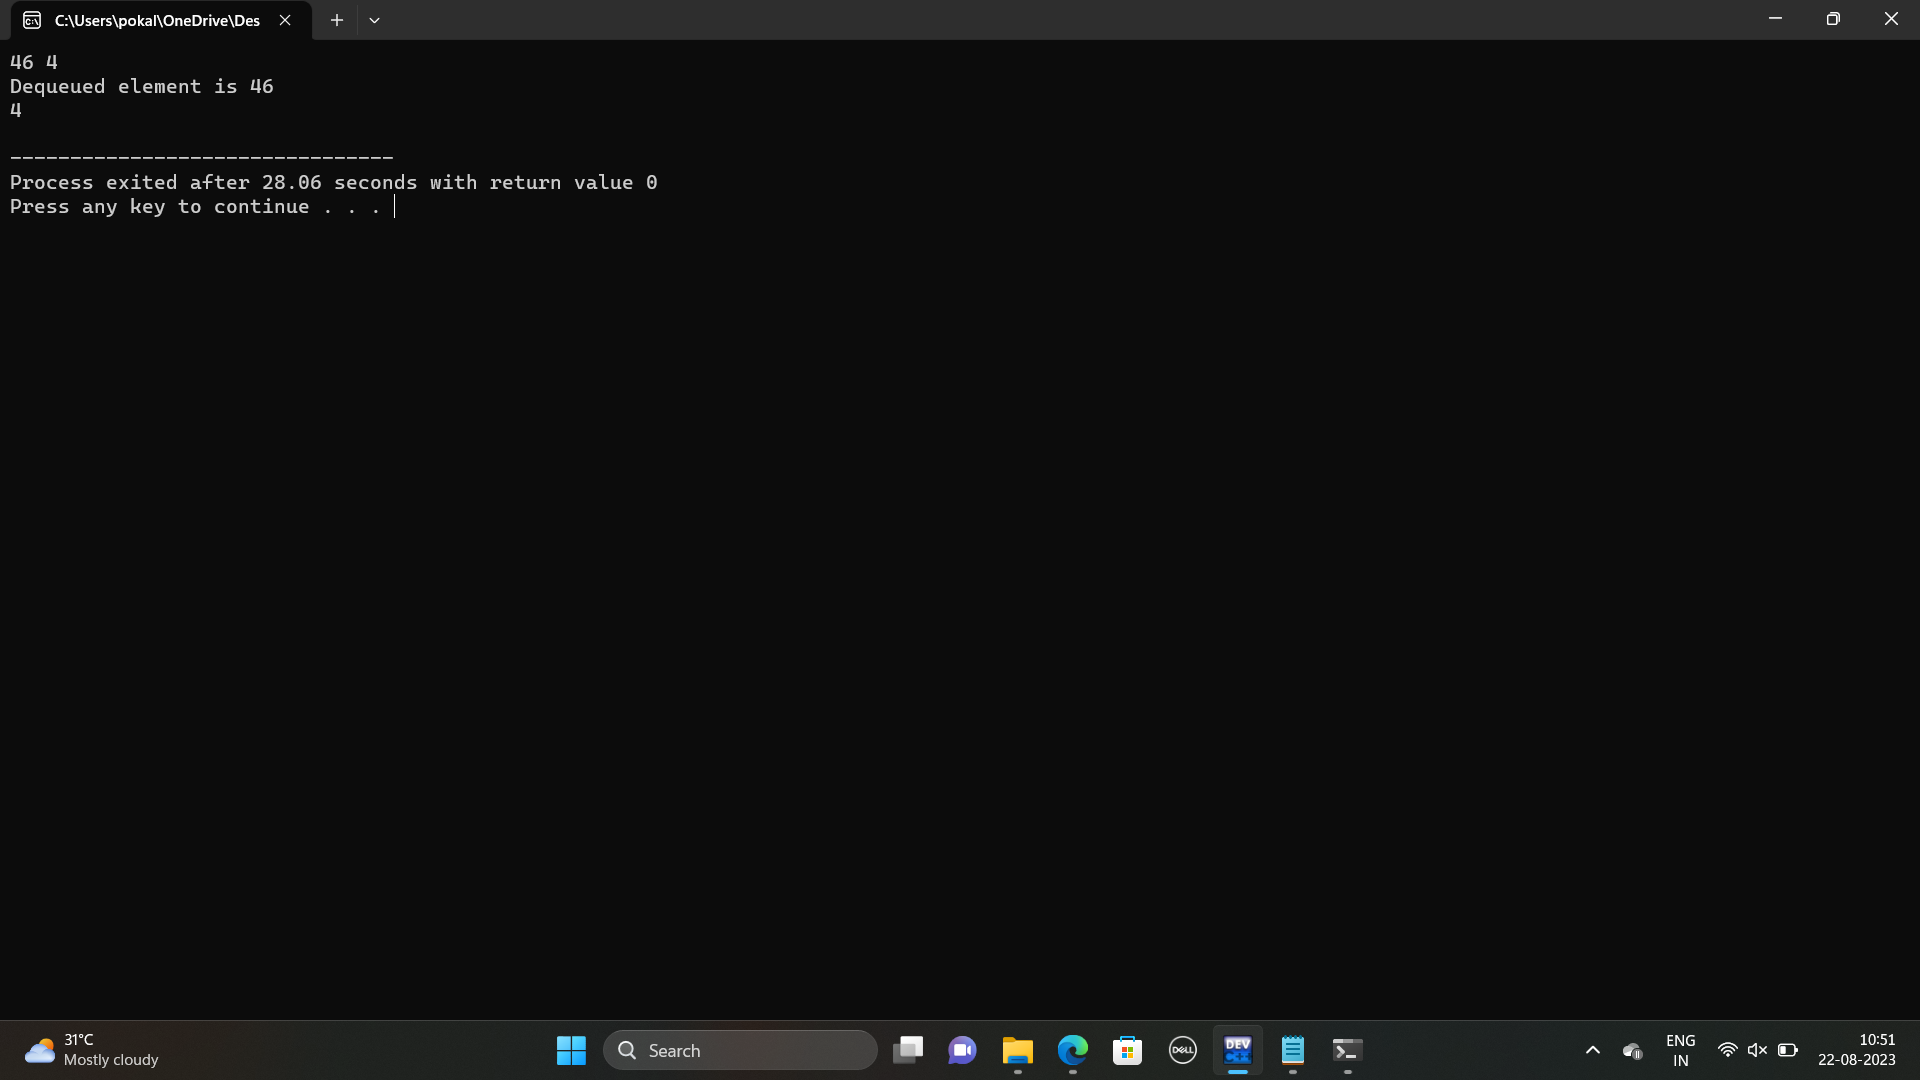 C:\Users\pokal\OneDrive\Des
46 4
Dequeued element is 46
4
--------------------------------
Process exited after 28.06 seconds with return value 0
Press any key to continue . . .
31°C
Mostly cloudy
Search
DELL
DEV
C++
ENG
IN
10:51
22-08-2023